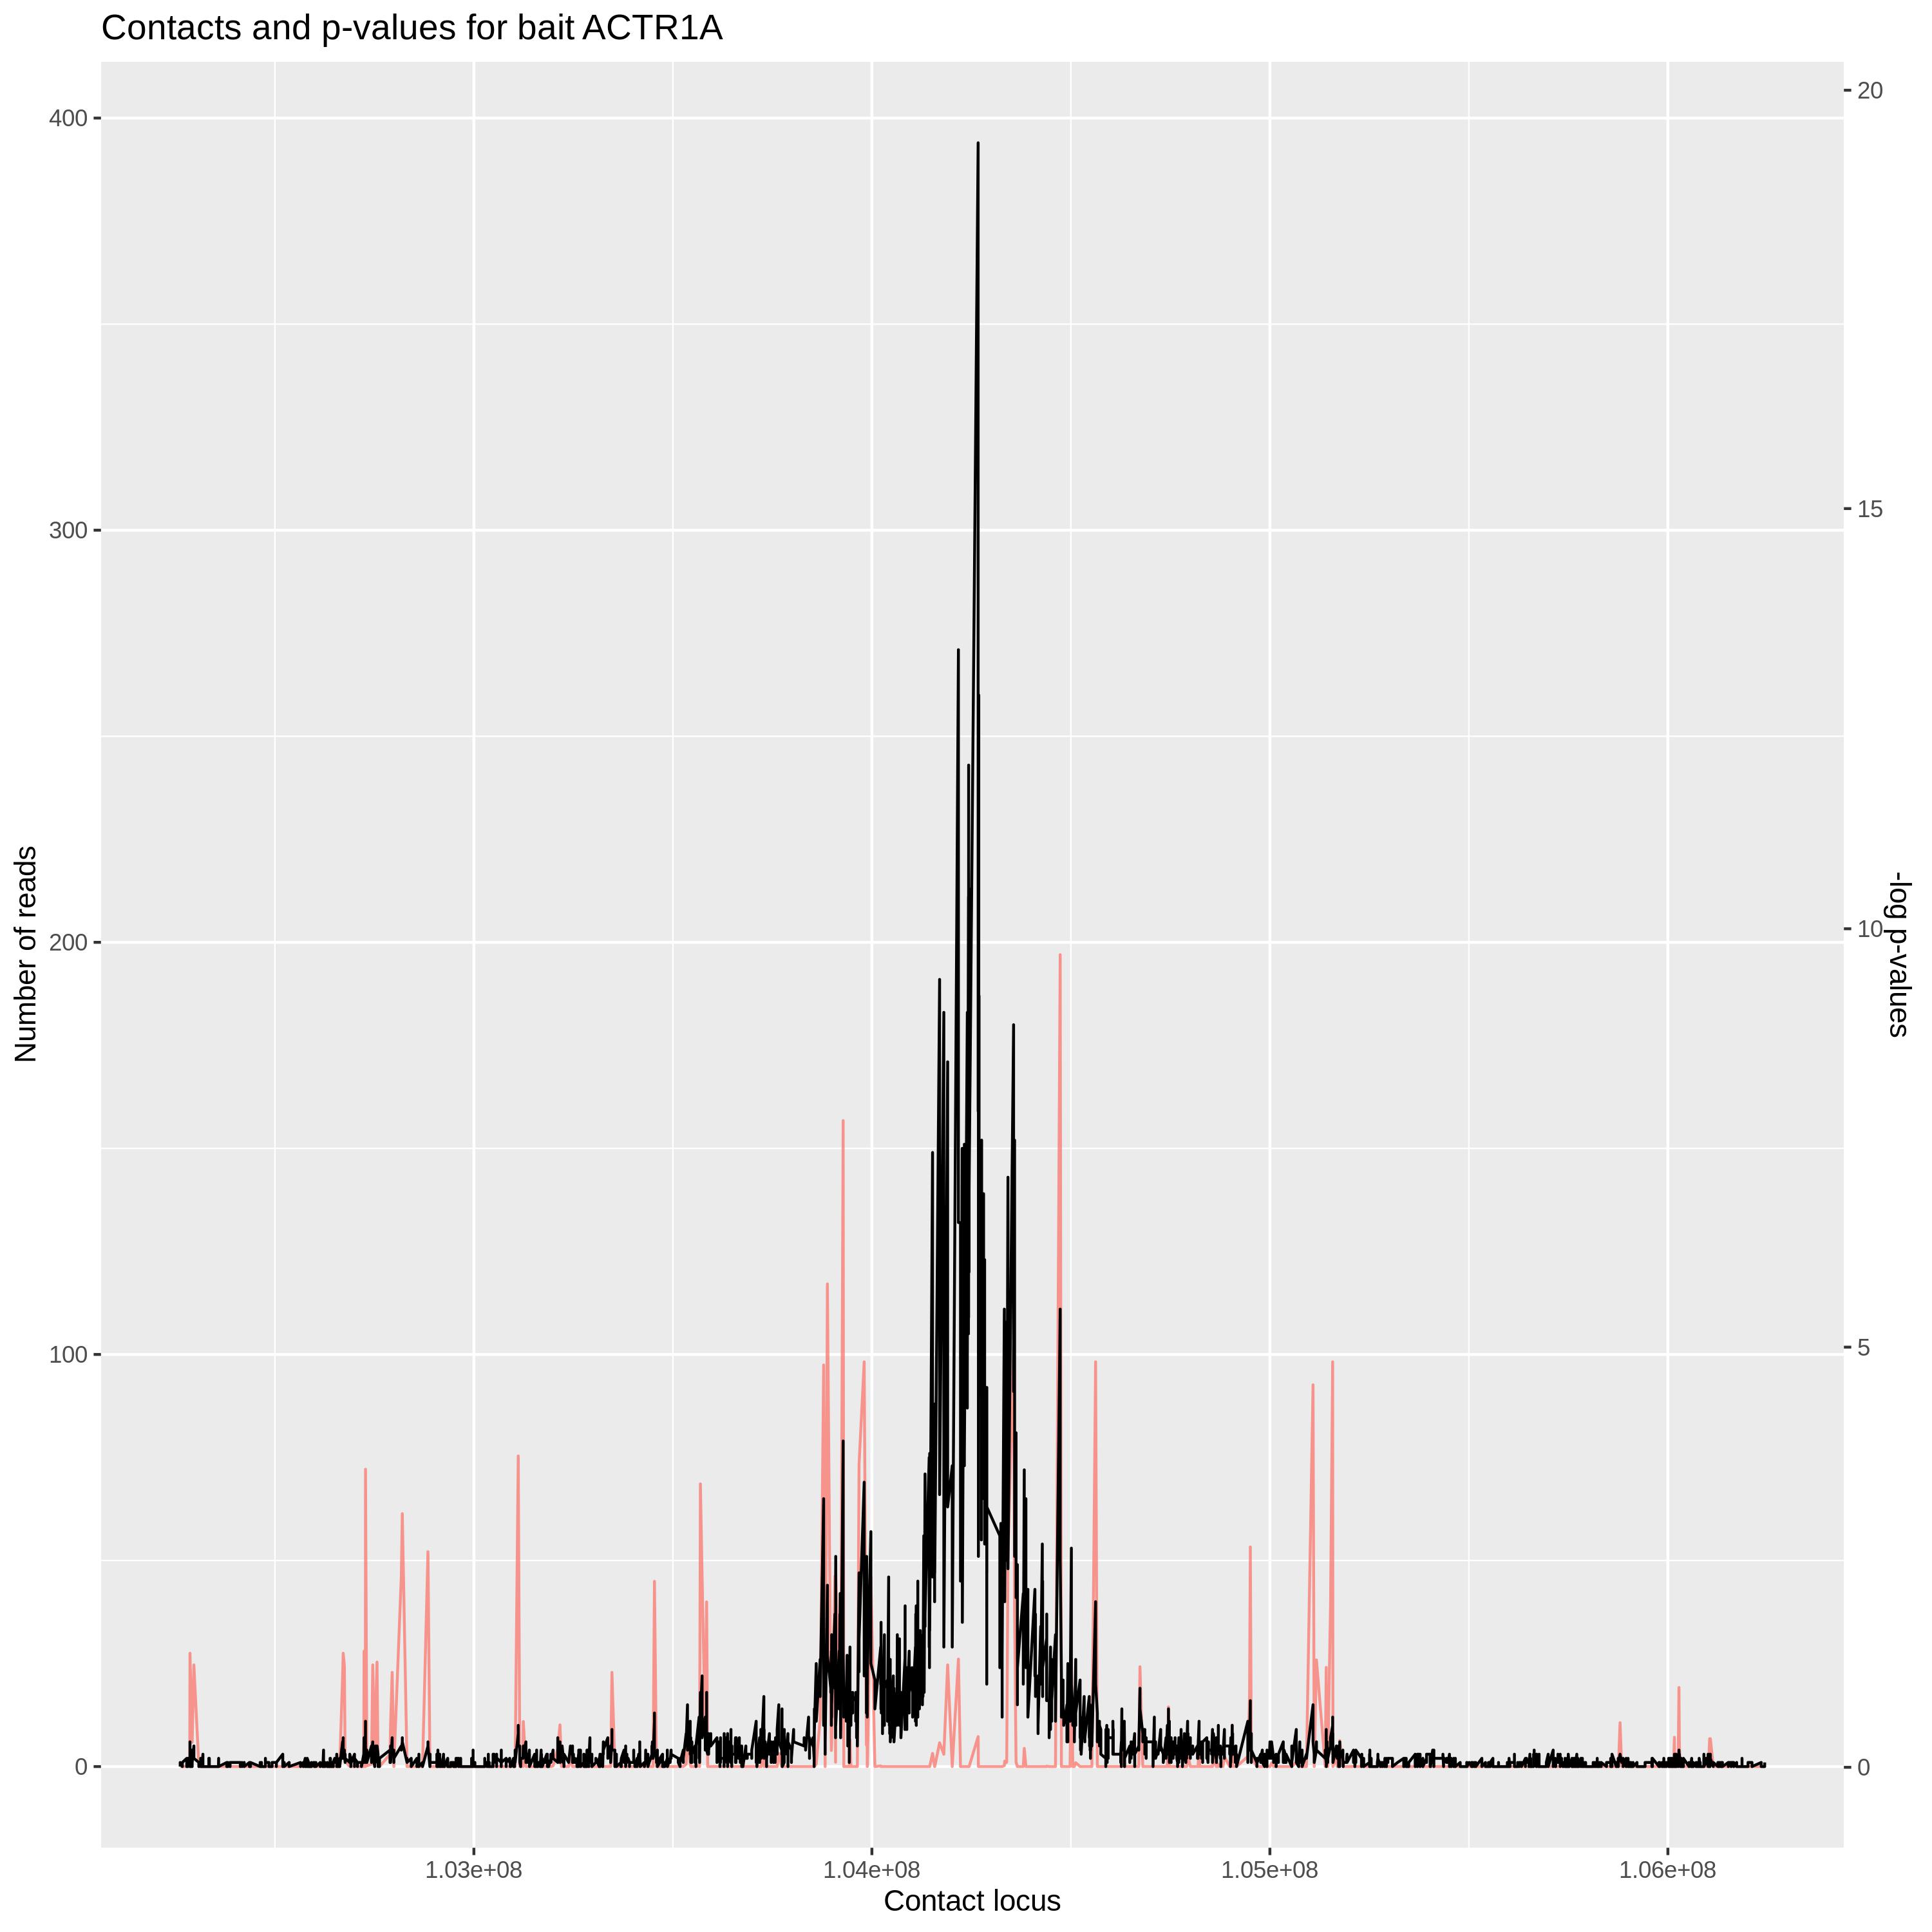 Contacts and p-values for bait ACTR1A
400
300
200
100
0
Number of reads
20
15
10
5
0
-log p-values
1.03e+08
1.04e+08
1.05e+08
1.06e+08
Contact locus